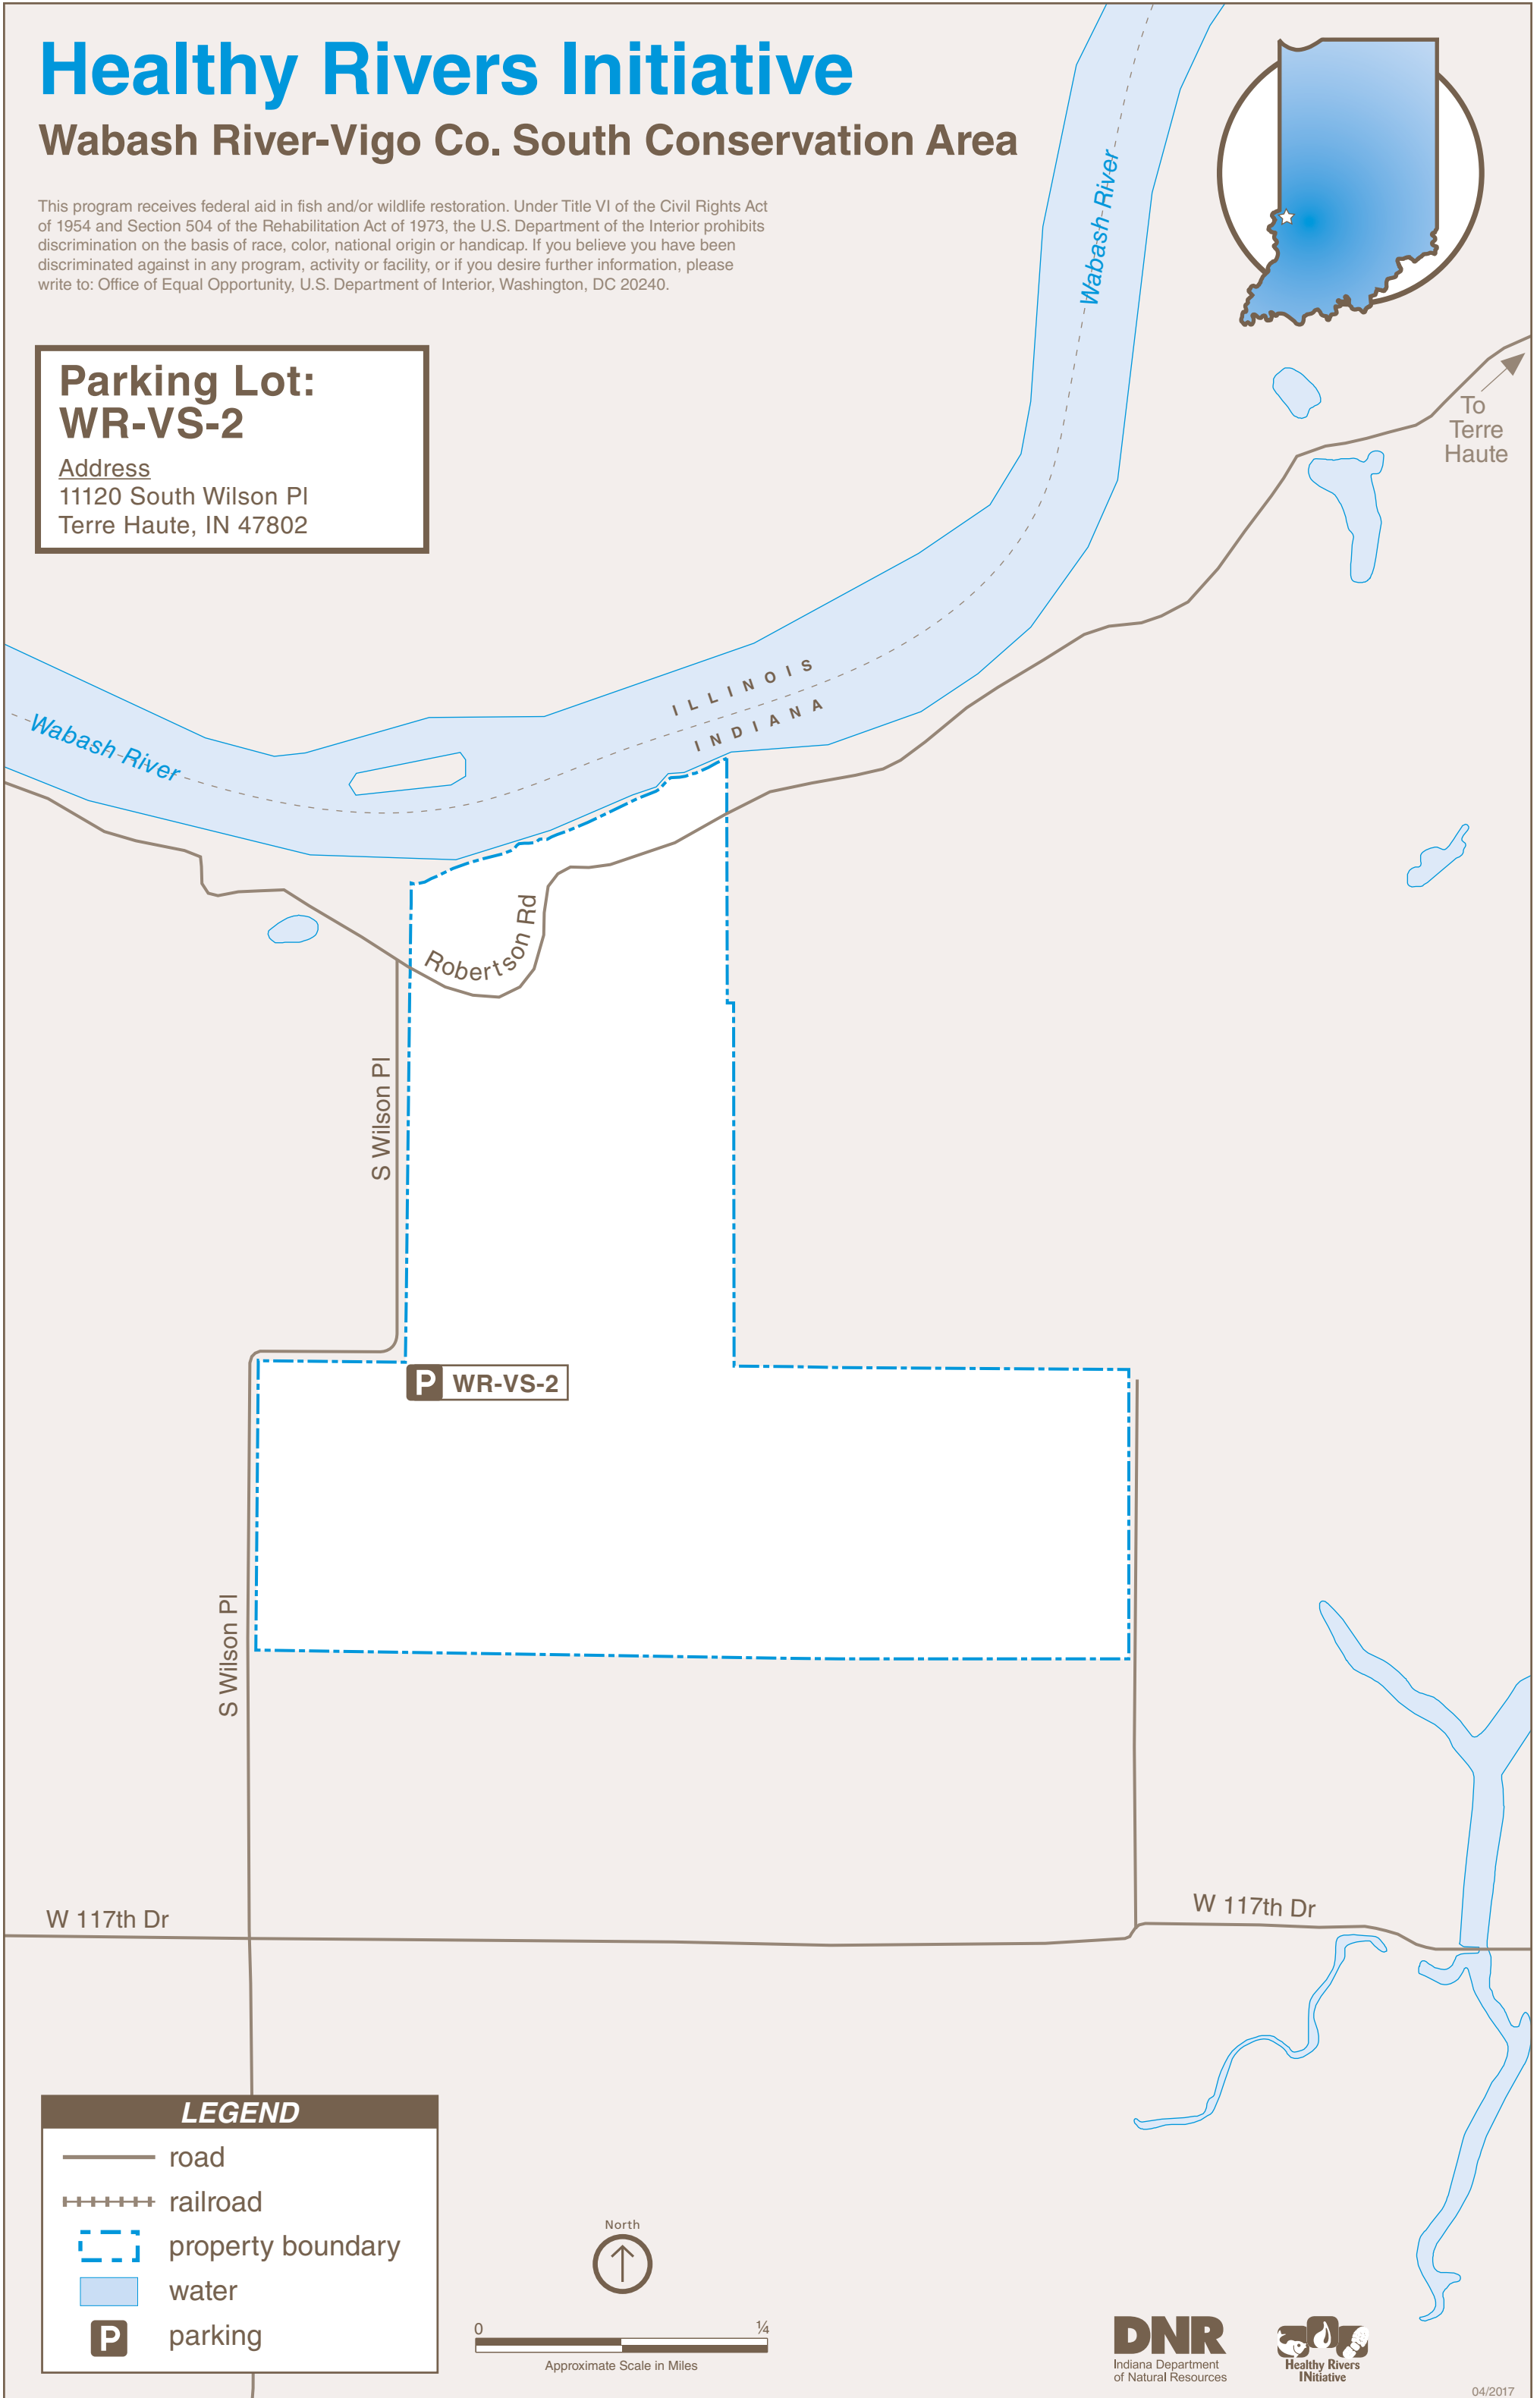 Healthy Rivers Initiative
Wabash River-Vigo Co. South Conservation Area
This program receives federal aid in fish and/or wildlife restoration. Under Title VI of the Civil Rights Act
of 1954 and Section 504 of the Rehabilitation Act of 1973, the U.S. Department of the Interior prohibits
discrimination on the basis of race, color, national origin or handicap. If you believe you have been
discriminated against in any program, activity or facility, or if you desire further information, please
write to: Office of Equal Opportunity, U.S. Department of Interior, Washington, DC 20240.
Wabash River
Parking Lot:
WR-VS-2
Address
11120 South Wilson Pl
Terre Haute, IN 47802
To
Terre
Haute
ILLINOIS
INDIANA
Wabash River
Robertson Rd
S Wilson Pl
P WR-VS-2
S Wilson Pl
W 117th Dr
W 117th Dr
LEGEND
road
railroad
property boundary
water
P parking
North
0 ¼
Approximate Scale in Miles
DNR
Indiana Department
of Natural Resources
Healthy Rivers
INitiative
04/2017